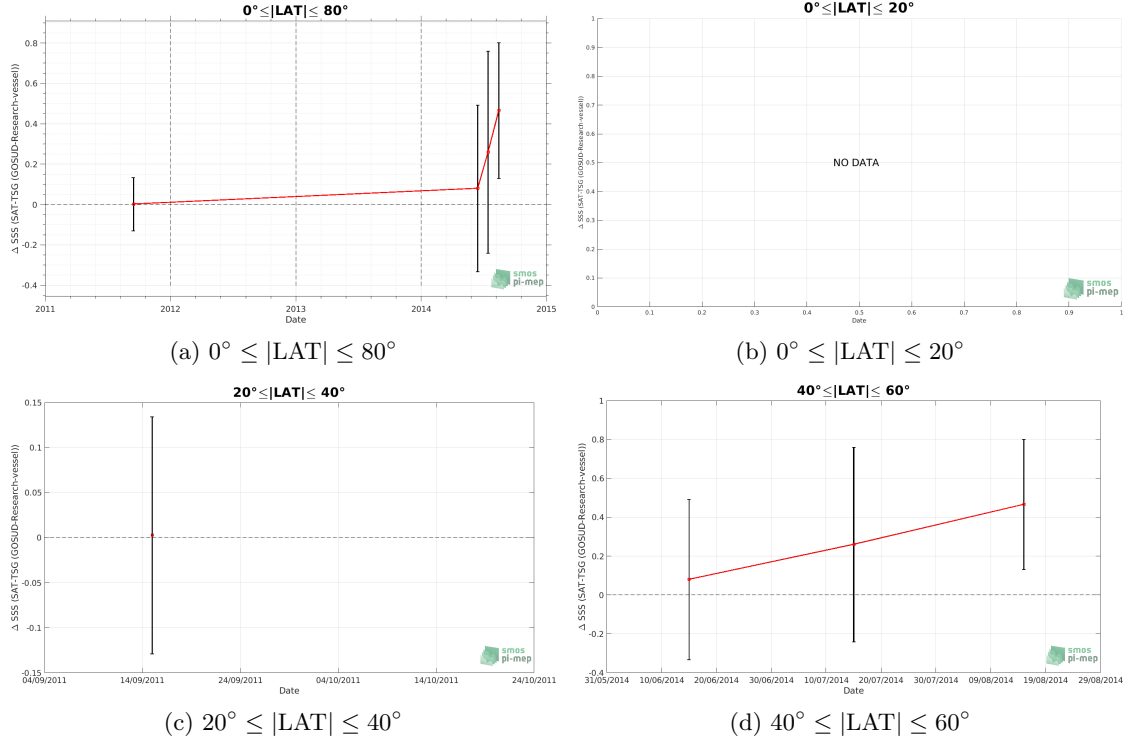 0°≤|LAT|≤ 80°
Δ SSS (SAT-TSG (GOSUD-Research-vessel))
0.8
0.6
0.4
0.2
0
-0.2
-0.4
2011
2012
2013
2014
2015
Date
smos
pi-mep
(a) 0° ≤ |LAT| ≤ 80°
0°≤|LAT|≤ 20°
Δ SSS (SAT-TSG (GOSUD-Research-vessel))
1
0.9
0.8
0.7
0.6
0.5
0.4
0.3
0.2
0.1
0
NO DATA
0
0.1
0.2
0.3
0.4
0.5
0.6
0.7
0.8
0.9
1
Date
smos
pi-mep
(b) 0° ≤ |LAT| ≤ 20°
20°≤|LAT|≤ 40°
Δ SSS (SAT-TSG (GOSUD-Research-vessel))
0.15
0.1
0.05
0
-0.05
-0.1
-0.15
04/09/2011
14/09/2011
24/09/2011
04/10/2011
14/10/2011
24/10/2011
Date
smos
pi-mep
(c) 20° ≤ |LAT| ≤ 40°
40°≤|LAT|≤ 60°
Δ SSS (SAT-TSG (GOSUD-Research-vessel))
1
0.8
0.6
0.4
0.2
0
-0.2
-0.4
31/05/2014
10/06/2014
20/06/2014
30/06/2014
10/07/2014
20/07/2014
30/07/2014
09/08/2014
19/08/2014
29/08/2014
Date
smos
pi-mep
(d) 40° ≤ |LAT| ≤ 60°